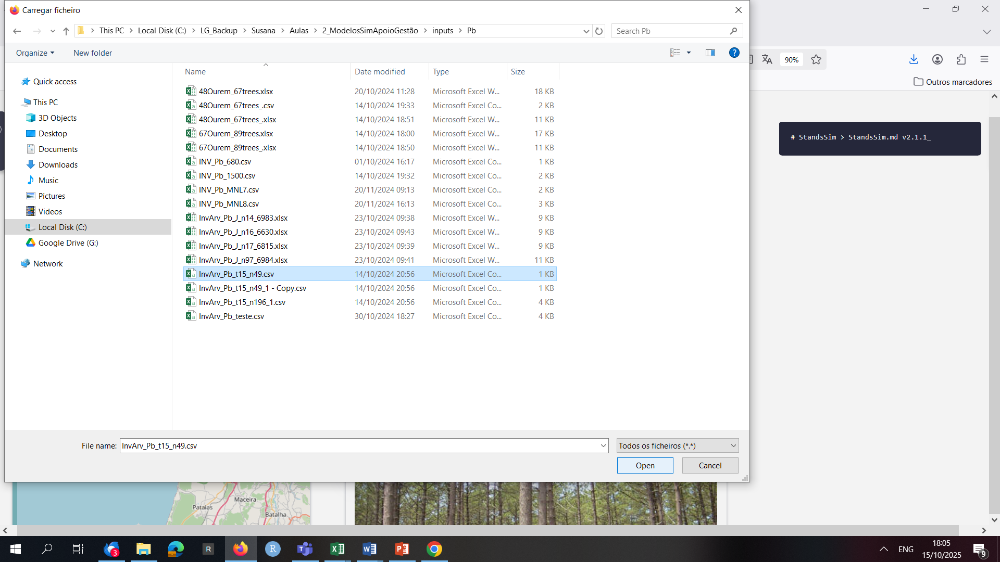 Carregar ficheiro
This PC > Local Disk (C:) > LG_Backup > Susana > Aulas > 2_ModelosSimApoioGestão > inputs > Pb
Search Pb
Organize
New folder
?
90%
Outros marcadores
Quick access
This PC
3D Objects
Desktop
Documents
Downloads
Music
Pictures
Videos
Local Disk (C:)
Google Drive (G:)
Network
Name Date modified Type Size
48Ourem_67trees.xlsx 20/10/2024 11:28 Microsoft Excel W... 18 KB
48Ourem_67trees_.csv 14/10/2024 19:33 Microsoft Excel Co... 2 KB
48Ourem_67trees_.xlsx 14/10/2024 18:51 Microsoft Excel W... 11 KB
67Ourem_89trees.xlsx 14/10/2024 18:00 Microsoft Excel W... 17 KB
67Ourem_89trees_.xlsx 14/10/2024 18:50 Microsoft Excel W... 11 KB
INV_Pb_680.csv 01/10/2024 16:17 Microsoft Excel Co... 1 KB
INV_Pb_1500.csv 14/10/2024 19:32 Microsoft Excel Co... 2 KB
INV_Pb_MNL7.csv 20/11/2024 09:13 Microsoft Excel Co... 2 KB
INV_Pb_MNL8.csv 20/11/2024 16:13 Microsoft Excel Co... 3 KB
InvArv_Pb_J_n14_6983.xlsx 23/10/2024 09:38 Microsoft Excel W... 9 KB
InvArv_Pb_J_n16_6630.xlsx 23/10/2024 09:43 Microsoft Excel W... 9 KB
InvArv_Pb_J_n17_6815.xlsx 23/10/2024 09:39 Microsoft Excel W... 9 KB
InvArv_Pb_J_n97_6984.xlsx 23/10/2024 09:41 Microsoft Excel W... 11 KB
InvArv_Pb_t15_n49.csv 14/10/2024 20:56 Microsoft Excel Co... 1 KB
InvArv_Pb_t15_n49_1 - Copy.csv 14/10/2024 20:56 Microsoft Excel Co... 1 KB
InvArv_Pb_t15_n196_1.csv 14/10/2024 20:56 Microsoft Excel Co... 4 KB
InvArv_Pb_teste.csv 30/10/2024 18:27 Microsoft Excel Co... 4 KB
# StandsSim > StandsSim.md v2.1.1_
File name: InvArv_Pb_t15_n49.csv
Todos os ficheiros (*.*)
Open
Cancel
Maceira
Pataias
Batalha
3
R
R
ENG
18:05
15/10/2025
9